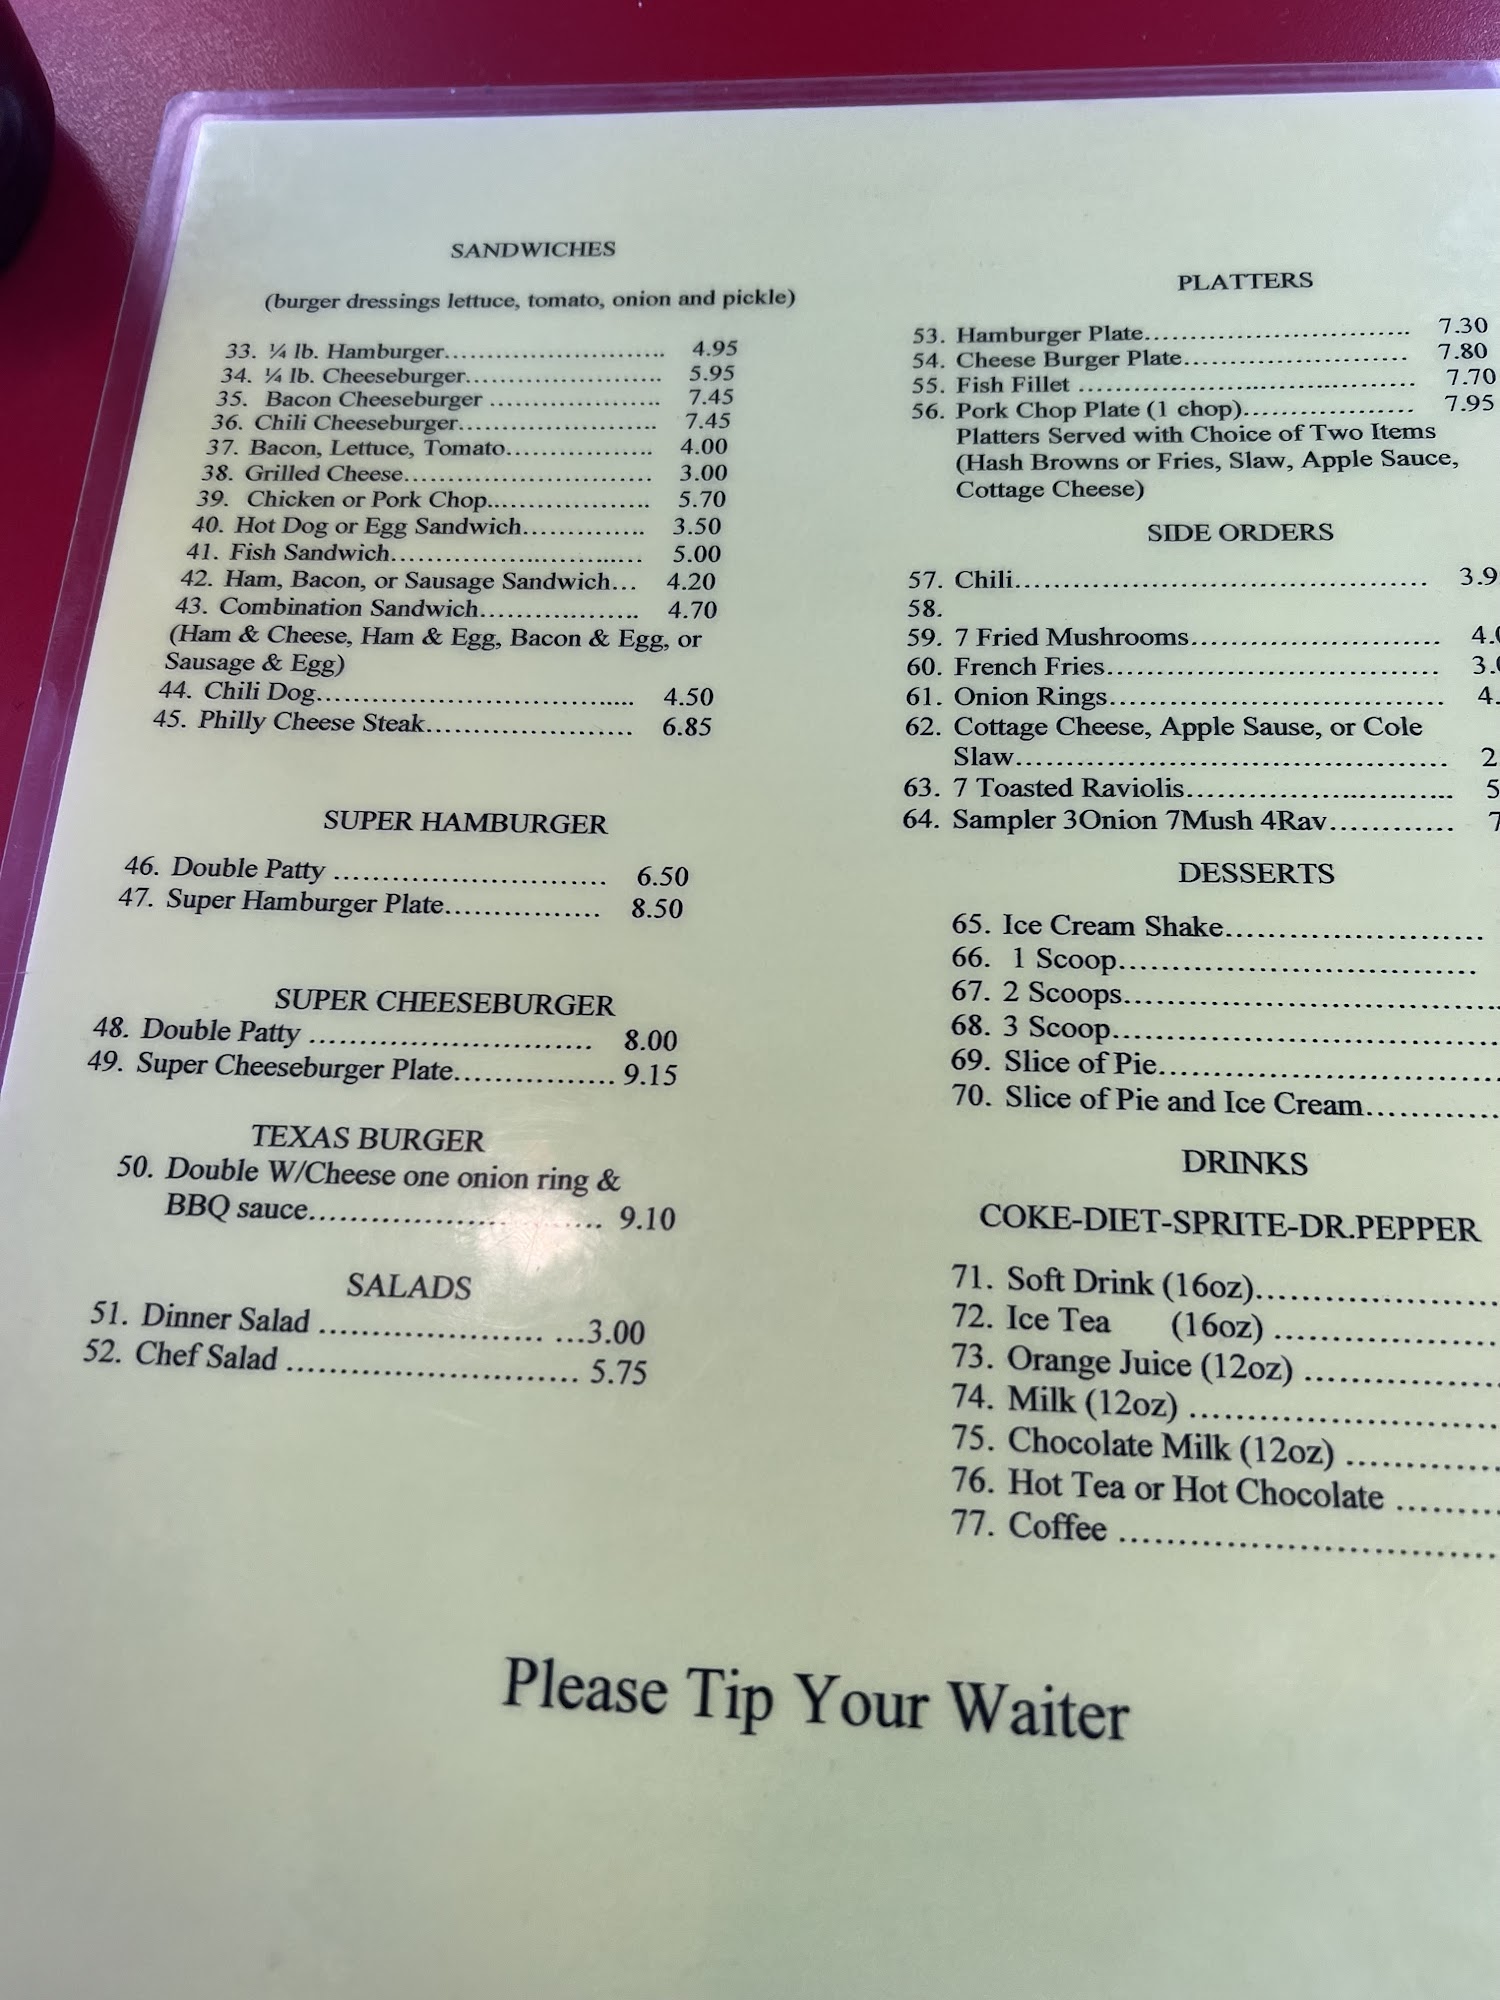 SANDWICHES
(burger dressings lettuce, tomato, onion and pickle)
33. ¼ lb. Hamburger.......................... 4.95
34. ¼ lb. Cheeseburger....................... 5.95
35. Bacon Cheeseburger .................... 7.45
36. Chili Cheeseburger....................... 7.45
37. Bacon, Lettuce, Tomato................. 4.00
38. Grilled Cheese............................. 3.00
39. Chicken or Pork Chop................... 5.70
40. Hot Dog or Egg Sandwich.............. 3.50
41. Fish Sandwich............................. 5.00
42. Ham, Bacon, or Sausage Sandwich... 4.20
43. Combination Sandwich.................. 4.70
(Ham & Cheese, Ham & Egg, Bacon & Egg, or
Sausage & Egg)
44. Chili Dog.................................... 4.50
45. Philly Cheese Steak....................... 6.85
SUPER HAMBURGER
46. Double Patty ............................. 6.50
47. Super Hamburger Plate................. 8.50
SUPER CHEESEBURGER
48. Double Patty ............................. 8.00
49. Super Cheeseburger Plate................. 9.15
TEXAS BURGER
50. Double W/Cheese one onion ring &
BBQ sauce................................ 9.10
SALADS
51. Dinner Salad ...................... ...3.00
52. Chef Salad ............................. 5.75
PLATTERS
53. Hamburger Plate............................. 7.30
54. Cheese Burger Plate........................ 7.80
55. Fish Fillet ..................................... 7.70
56. Pork Chop Plate (1 chop).................. 7.95
Platters Served with Choice of Two Items
(Hash Browns or Fries, Slaw, Apple Sauce,
Cottage Cheese)
SIDE ORDERS
57. Chili.......................................... 3.9
58.
59. 7 Fried Mushrooms......................... 4.
60. French Fries.................................. 3.
61. Onion Rings.................................. 4.
62. Cottage Cheese, Apple Sause, or Cole
Slaw........................................... 2
63. 7 Toasted Raviolis........................... 5
64. Sampler 3Onion 7Mush 4Rav............ 7
DESSERTS
65. Ice Cream Shake..........................
66. 1 Scoop.....................................
67. 2 Scoops.....................................
68. 3 Scoop......................................
69. Slice of Pie..................................
70. Slice of Pie and Ice Cream............
DRINKS
COKE-DIET-SPRITE-DR.PEPPER
71. Soft Drink (16oz).......................
72. Ice Tea (16oz) .....................
73. Orange Juice (12oz) ..................
74. Milk (12oz) .............................
75. Chocolate Milk (12oz) ..............
76. Hot Tea or Hot Chocolate .........
77. Coffee ..................................
Please Tip Your Waiter